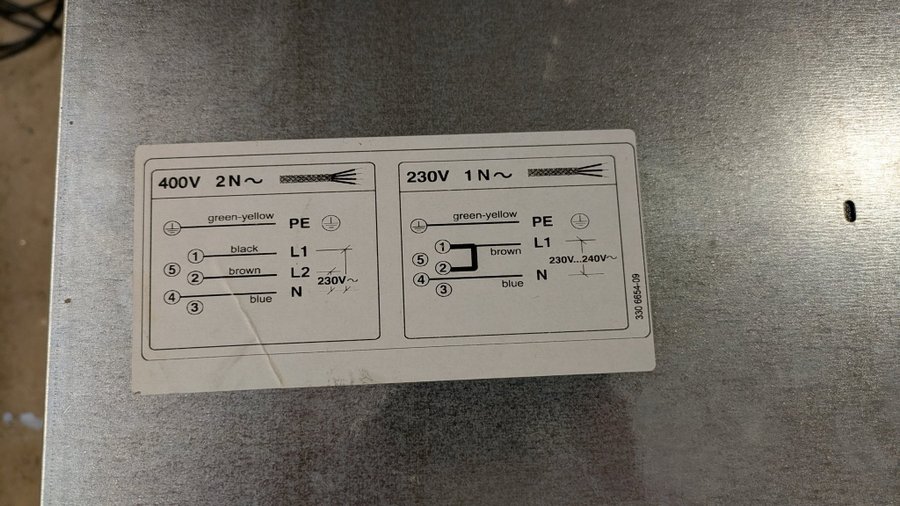 400V 2N~
green-yellow PE
1 black L1
5
2 brown L2
230V~
4 blue N
3
230V 1N~
green-yellow PE
1 L1
brown
5
230V...240V~
2
4 N
blue
3
330 6654-09